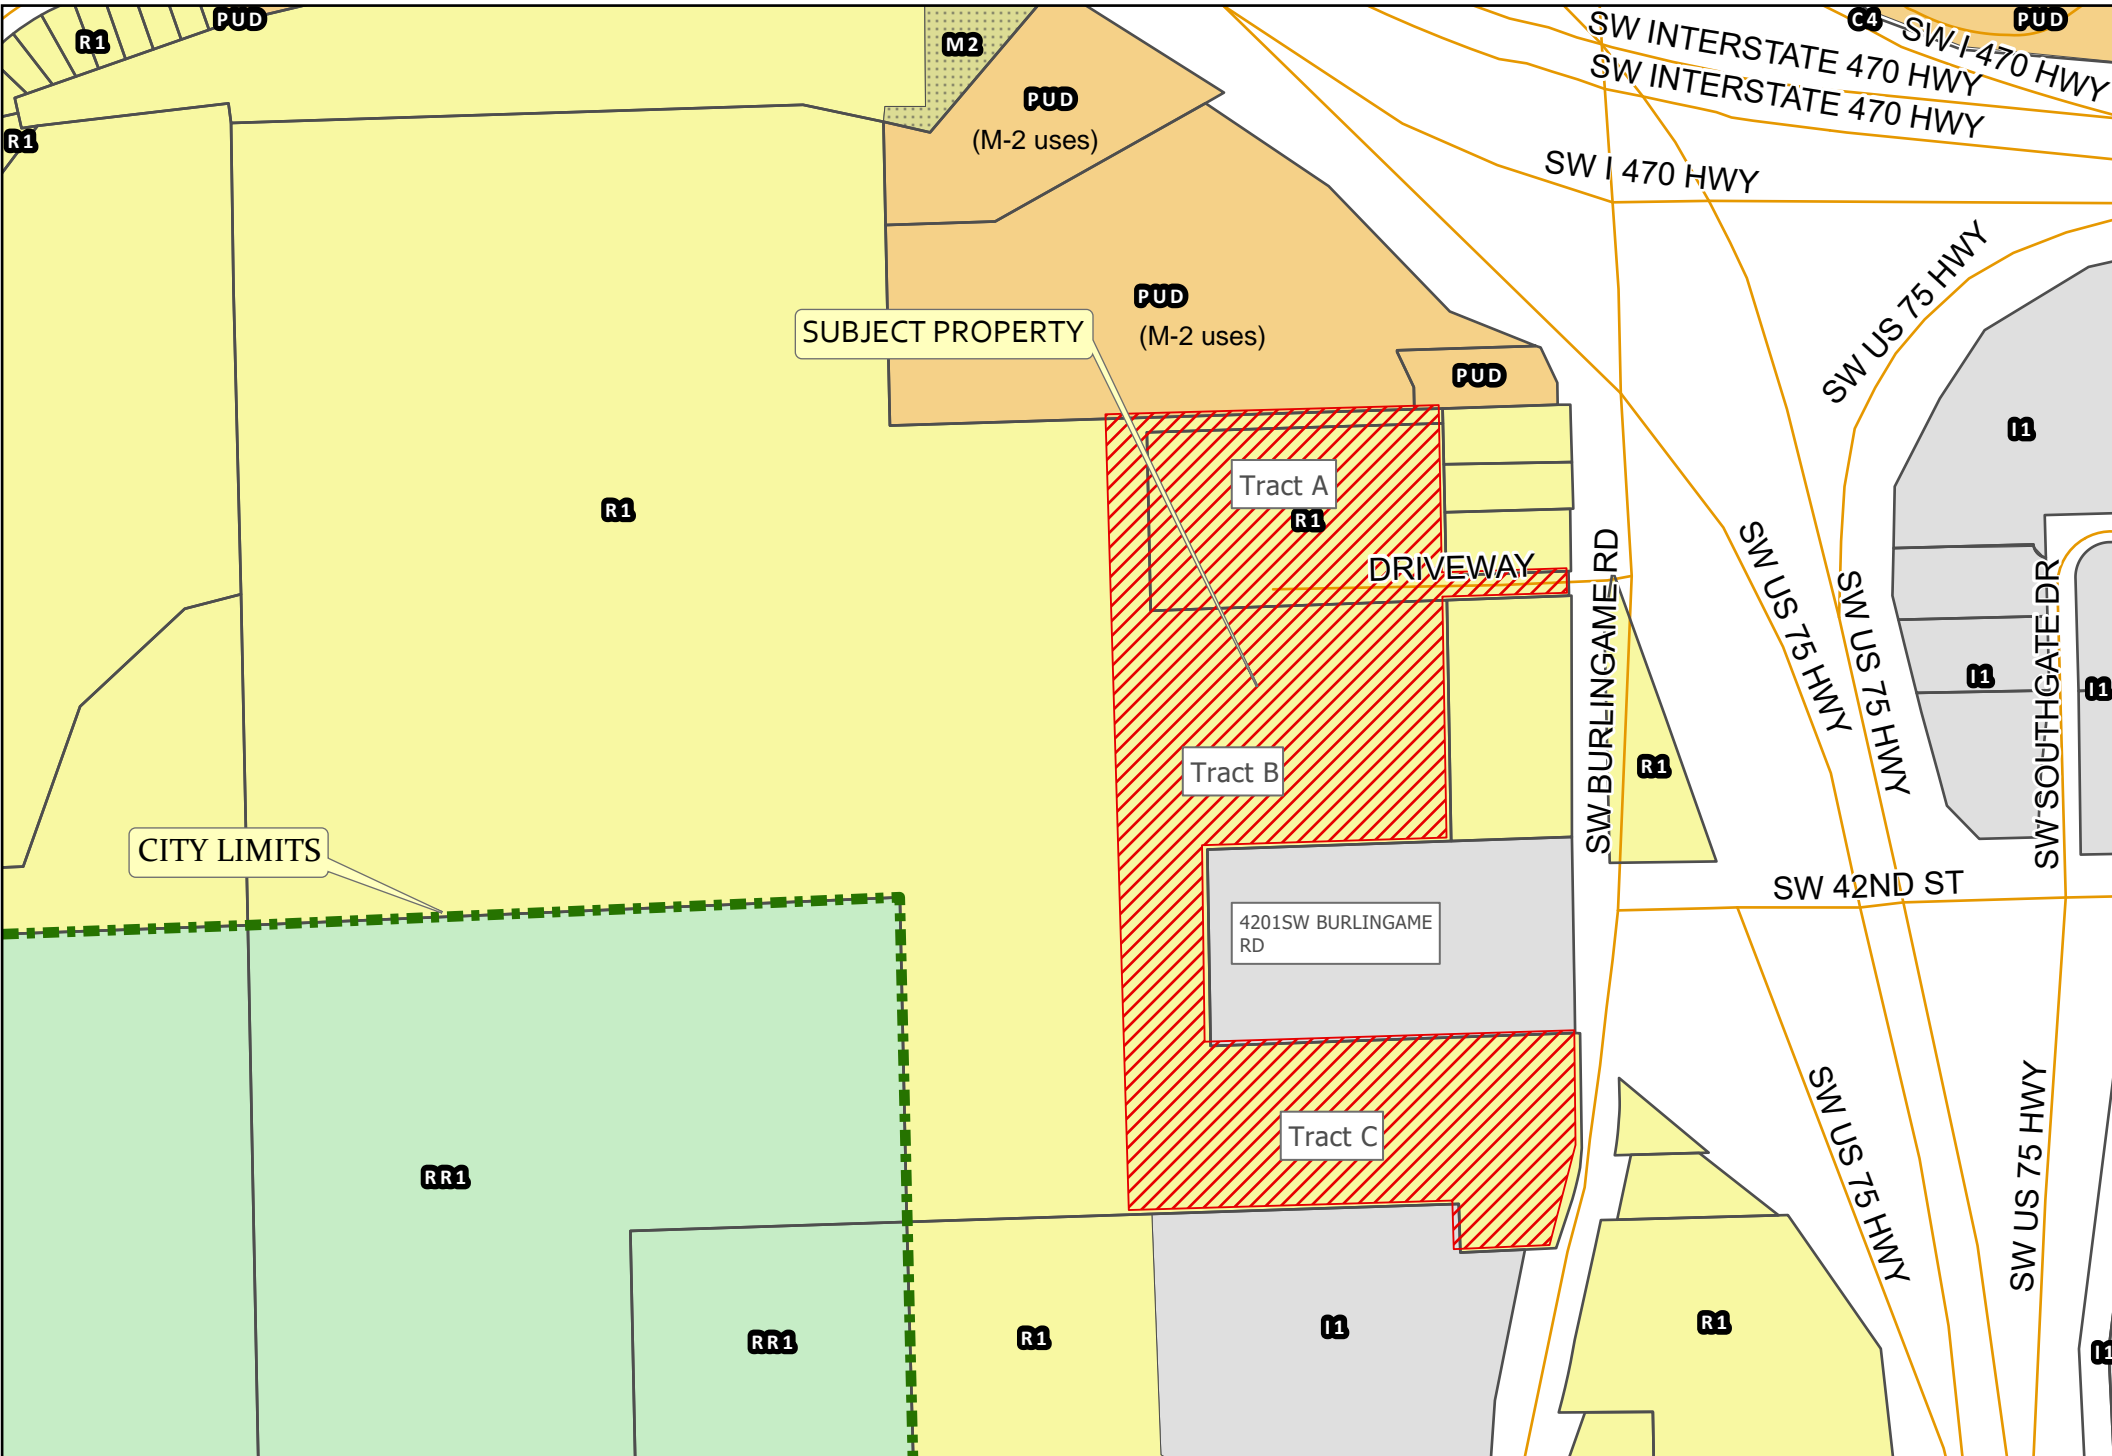 PUD
R1
M2
C4
PUD
SW INTERSTATE 470 HWY
SW I 470 HWY
SW INTERSTATE 470 HWY
PUD
(M-2 uses)
R1
SW I 470 HWY
SW US 75 HWY
PUD
(M-2 uses)
SUBJECT PROPERTY
PUD
I1
Tract A
R1
R1
DRIVEWAY
SW BURLINGAME RD
SW US 75 HWY
SW US 75 HWY
SW SOUTHGATE DR
I1
I1
Tract B
R1
CITY LIMITS
SW 42ND ST
4201SW BURLINGAME
RD
Tract C
SW US 75 HWY
SW US 75 HWY
RR1
RR1
R1
I1
R1
I1